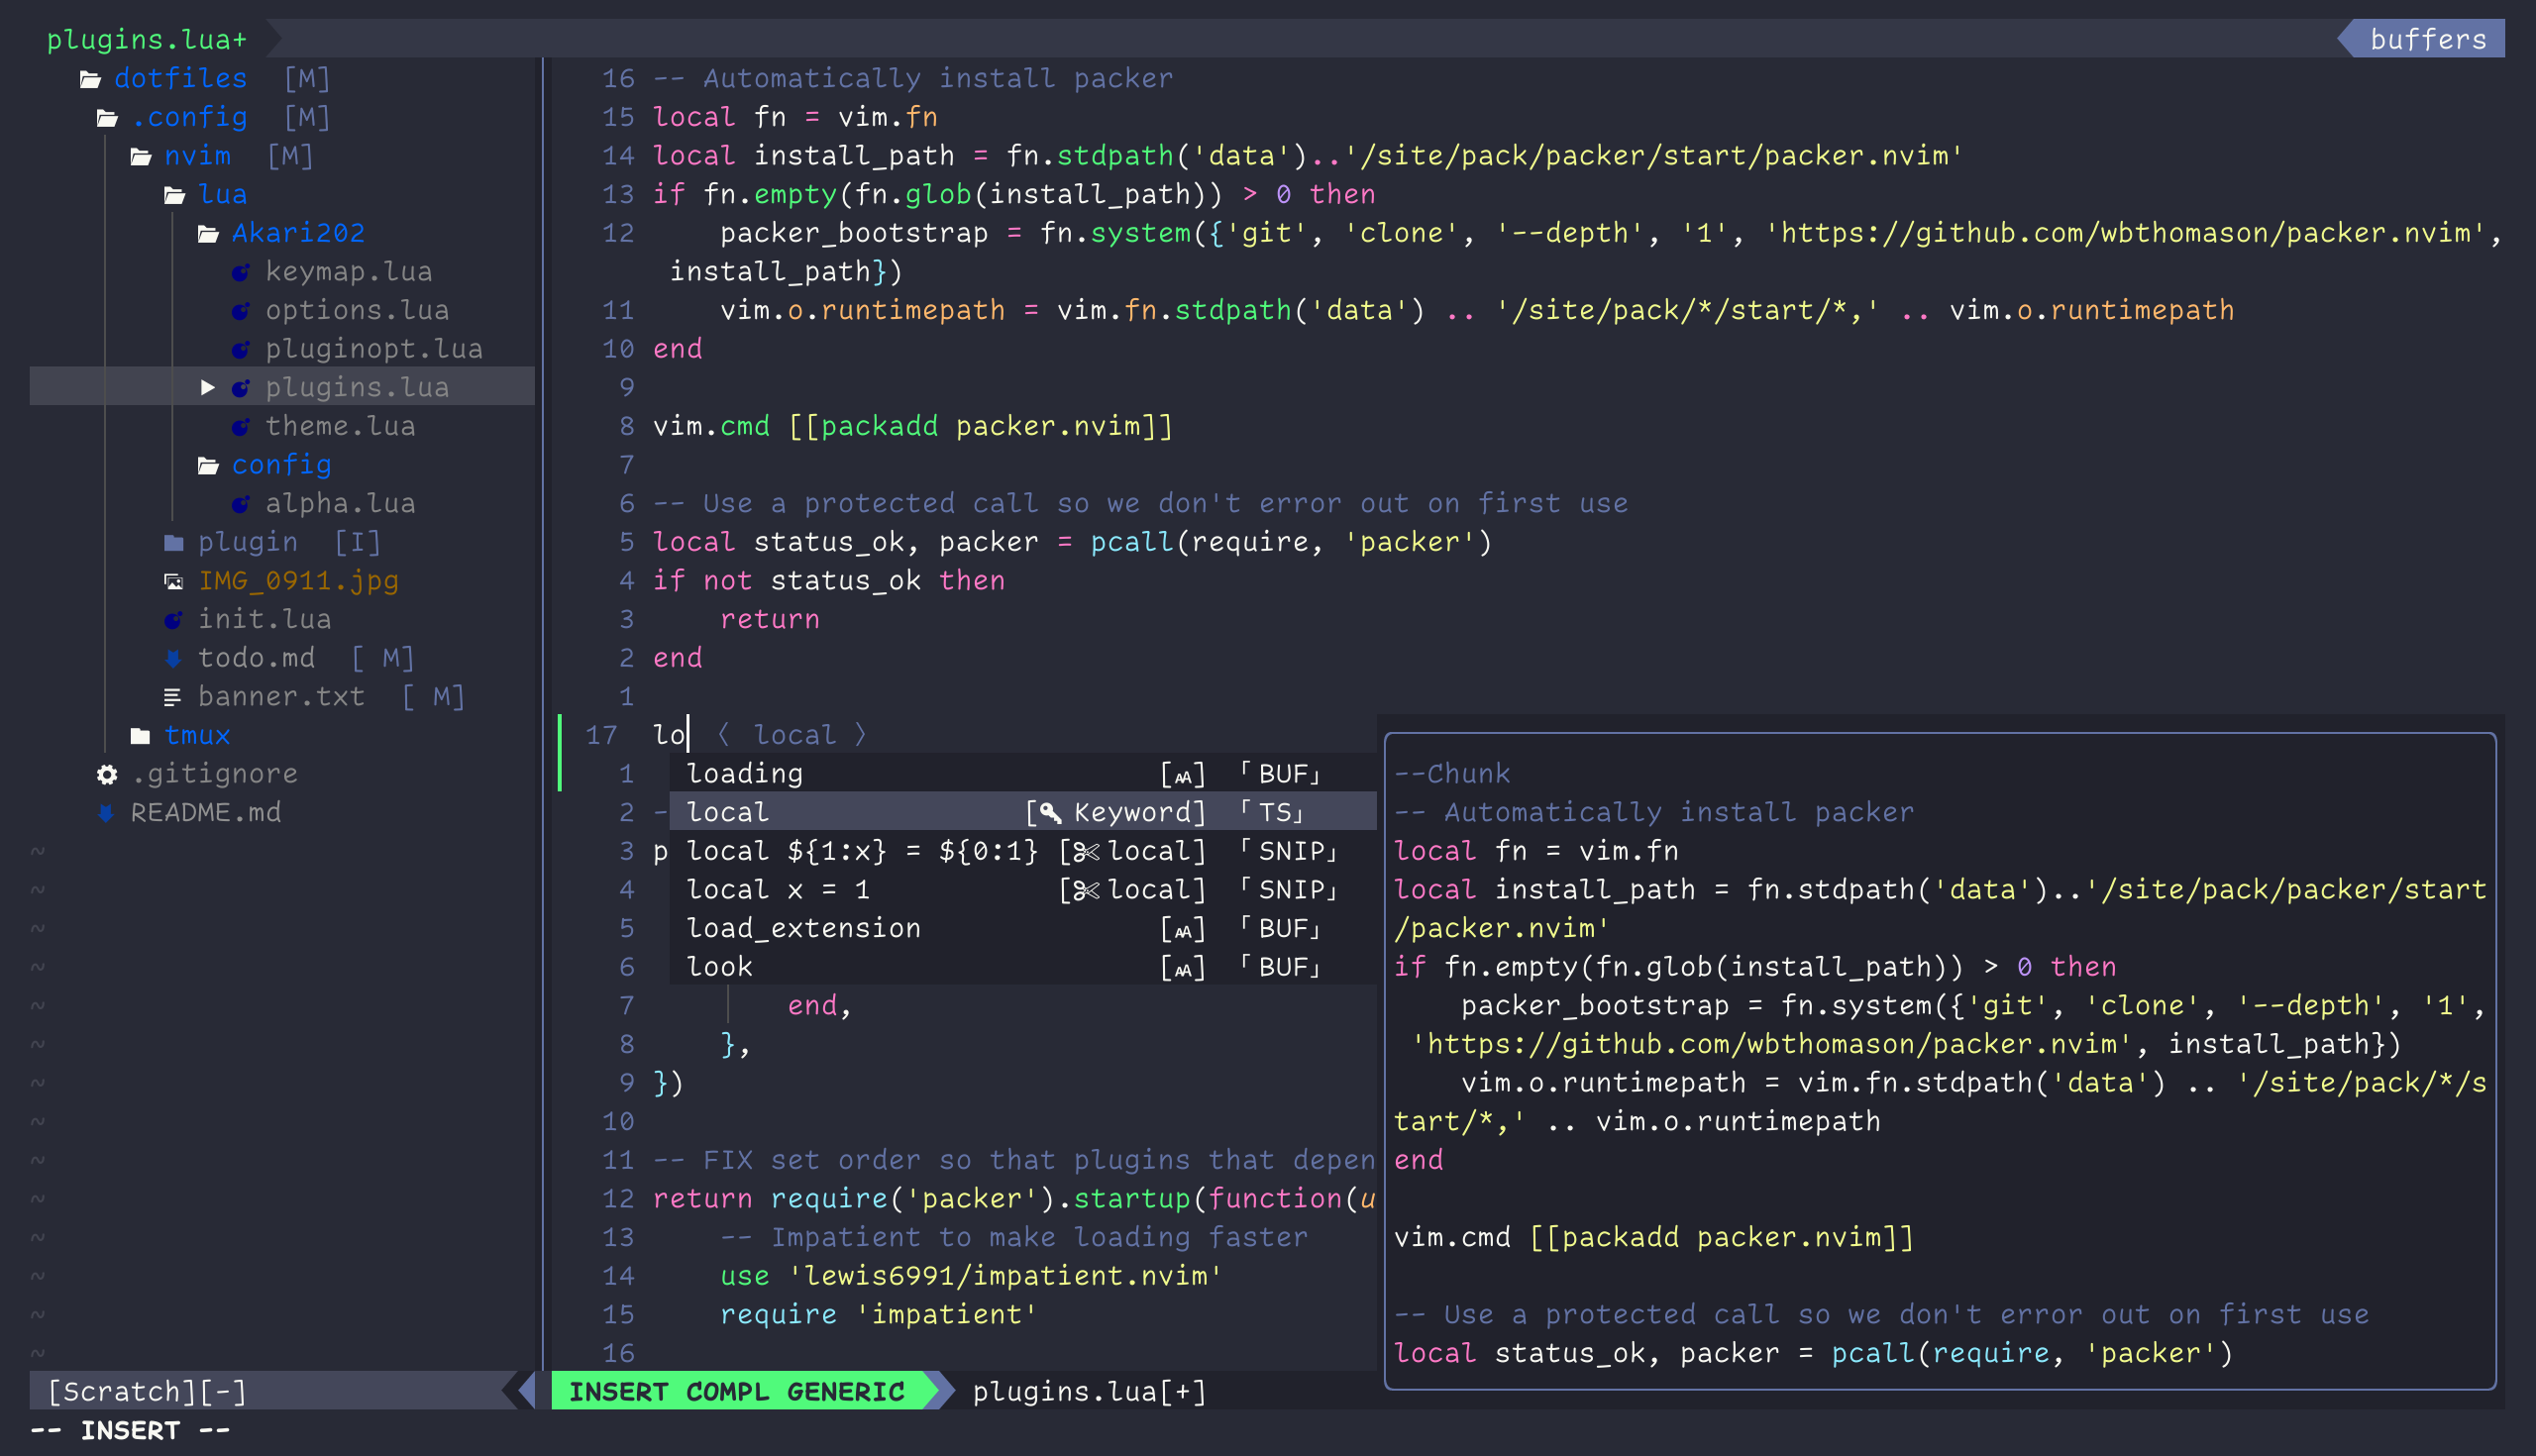 plugins.lua+
buffers
dotfiles [M]
.config [M]
nvim [M]
lua
Akari202
keymap.lua
options.lua
pluginopt.lua
plugins.lua
theme.lua
config
alpha.lua
plugin [I]
IMG_0911.jpg
init.lua
todo.md [ M]
banner.txt [ M]
tmux
.gitignore
README.md
~
~
~
~
~
~
~
~
~
~
~
~
~
~
[Scratch][-]
16 -- Automatically install packer
15 local fn = vim.fn
14 local install_path = fn.stdpath('data')..'/site/pack/packer/start/packer.nvim'
13 if fn.empty(fn.glob(install_path)) > 0 then
12     packer_bootstrap = fn.system({'git', 'clone', '--depth', '1', 'https://github.com/wbthomason/packer.nvim',
install_path})
11     vim.o.runtimepath = vim.fn.stdpath('data') .. '/site/pack/*/start/*,' .. vim.o.runtimepath
10 end
9
8 vim.cmd [[packadd packer.nvim]]
7
6 -- Use a protected call so we don't error out on first use
5 local status_ok, packer = pcall(require, 'packer')
4 if not status_ok then
3     return
2 end
1
17 lo 〈 local 〉
1 loading [AA] 「BUF」
2 - local [Keyword] 「TS」
3 p local ${1:x} = ${0:1} [local] 「SNIP」
4 local x = 1 [local] 「SNIP」
5 load_extension [AA] 「BUF」
6 look [AA] 「BUF」
7         end,
8     },
9 })
10
11 -- FIX set order so that plugins that depen
12 return require('packer').startup(function(u
13     -- Impatient to make loading faster
14     use 'lewis6991/impatient.nvim'
15     require 'impatient'
16
--Chunk
-- Automatically install packer
local fn = vim.fn
local install_path = fn.stdpath('data')..'/site/pack/packer/start
/packer.nvim'
if fn.empty(fn.glob(install_path)) > 0 then
    packer_bootstrap = fn.system({'git', 'clone', '--depth', '1',
'https://github.com/wbthomason/packer.nvim', install_path})
    vim.o.runtimepath = vim.fn.stdpath('data') .. '/site/pack/*/s
tart/*,' .. vim.o.runtimepath
end
vim.cmd [[packadd packer.nvim]]
-- Use a protected call so we don't error out on first use
local status_ok, packer = pcall(require, 'packer')
INSERT COMPL GENERIC plugins.lua[+]
-- INSERT --